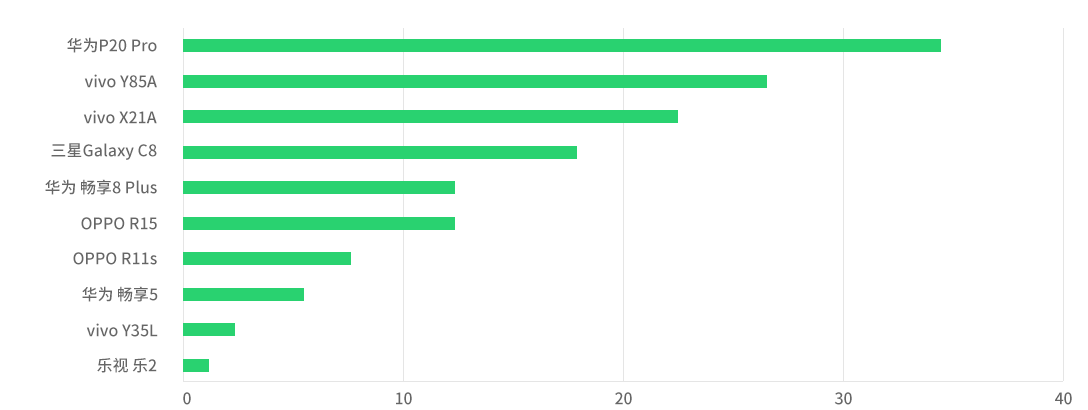 华为P20 Pro
vivo Y85A
vivo X21A
三星Galaxy C8
华为 畅享8 Plus
OPPO R15
OPPO R11s
华为 畅享5
vivo Y35L
乐视 乐2
0 10 20 30 40